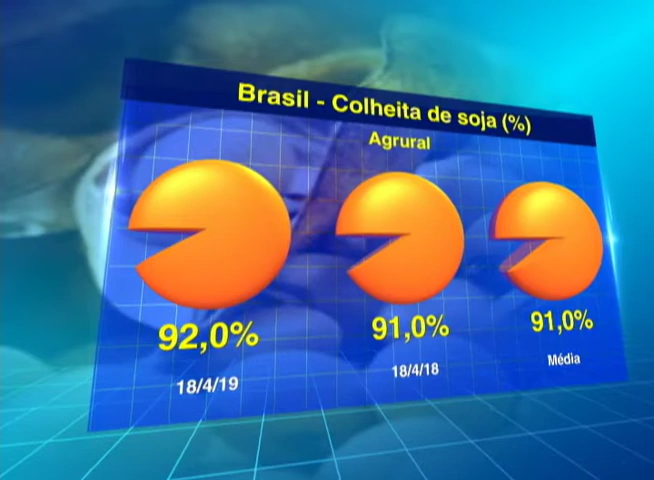 Brasil - Colheita de soja (%)
Agrural
92,0%
91,0%
91,0%
18/4/19
18/4/18
Média